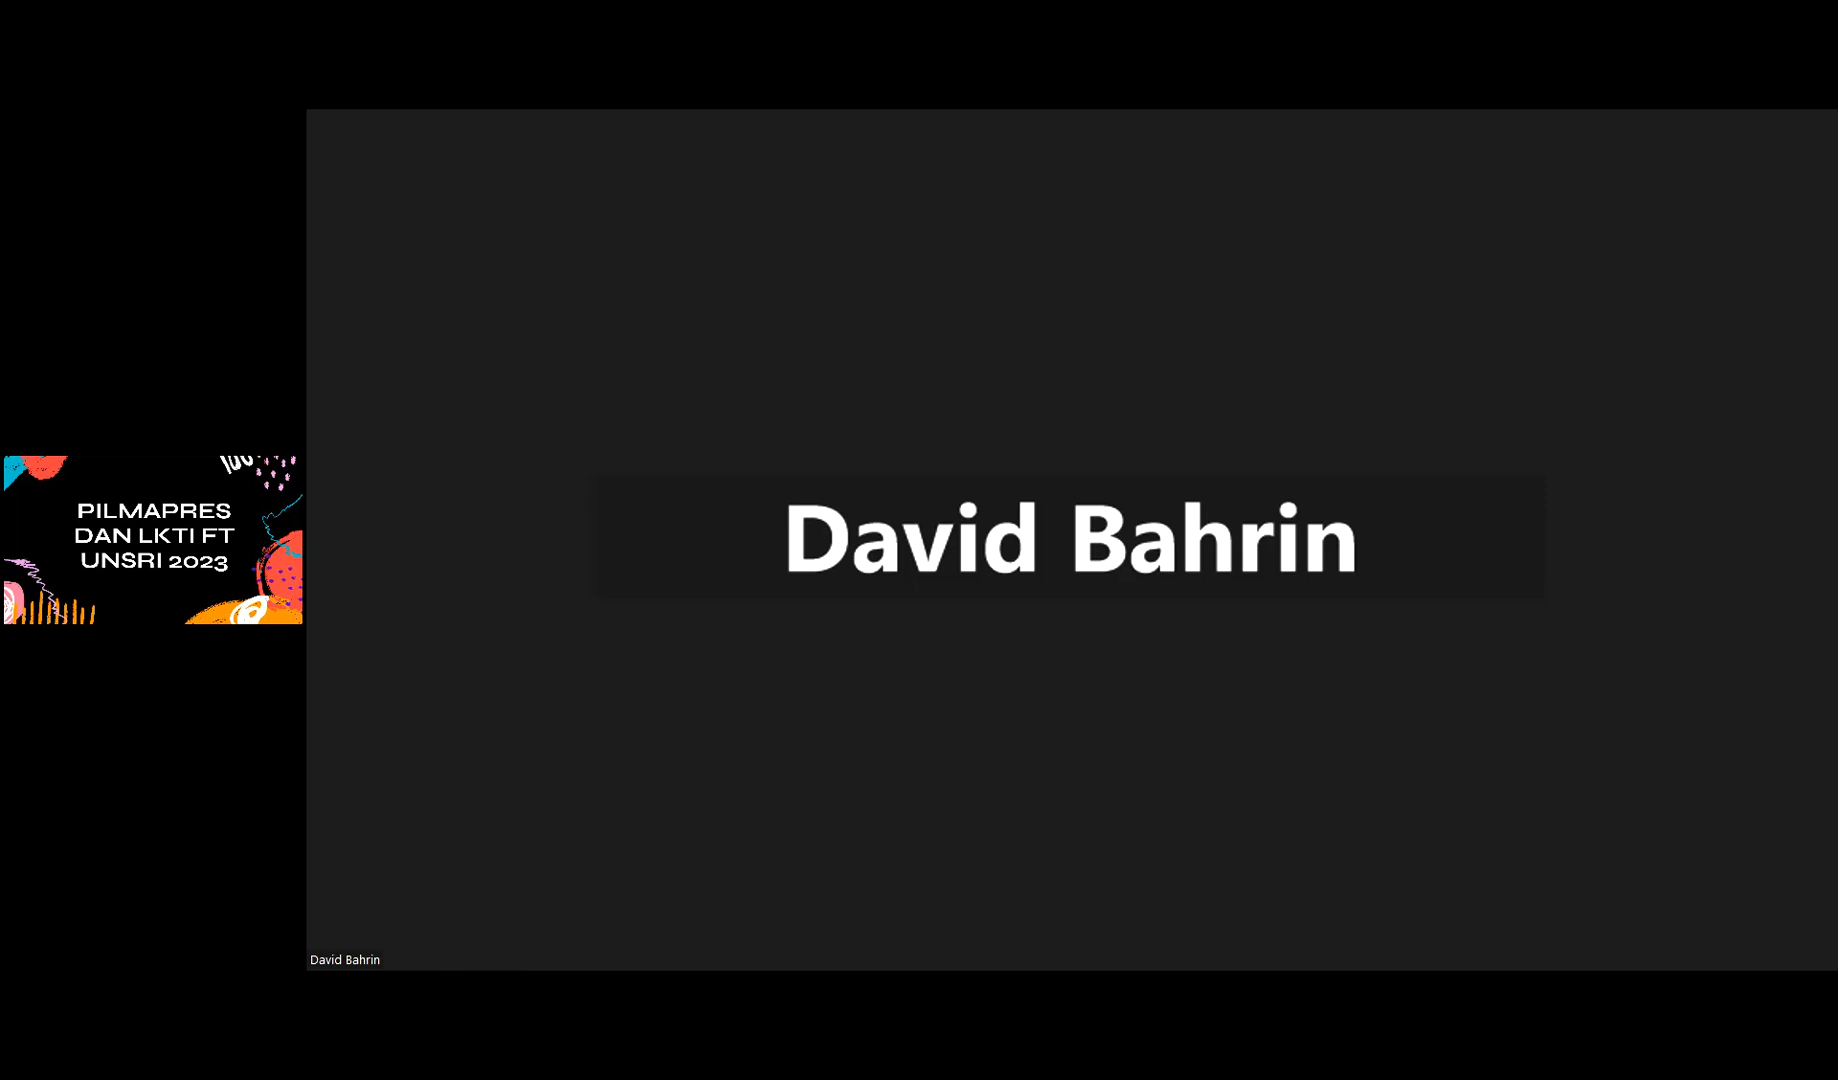 PILMAPRES
DAN LKTI FT
UNSRI 2023
David Bahrin
David Bahrin